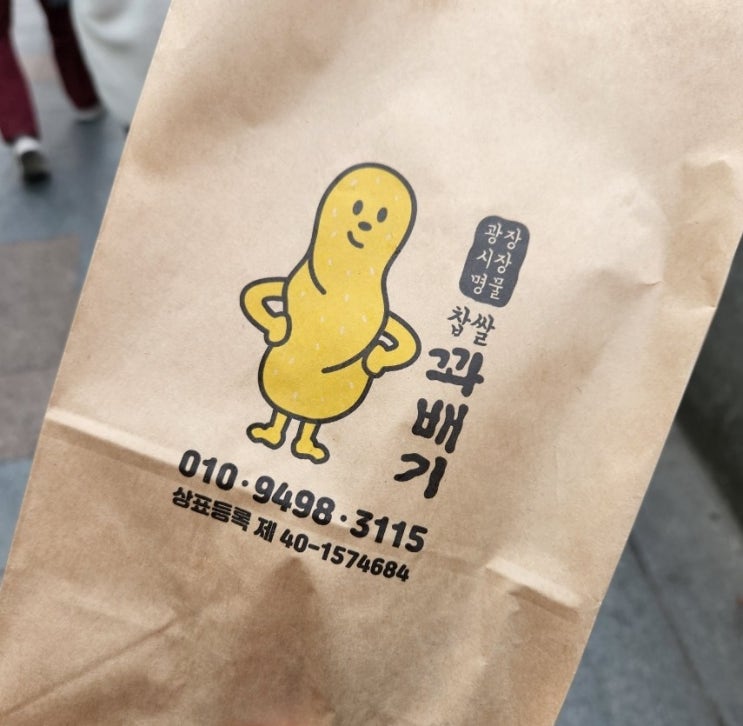 광장
시장
명물
찹쌀
꽈배기
010·9498·3115
상표등록 제 40-1574684